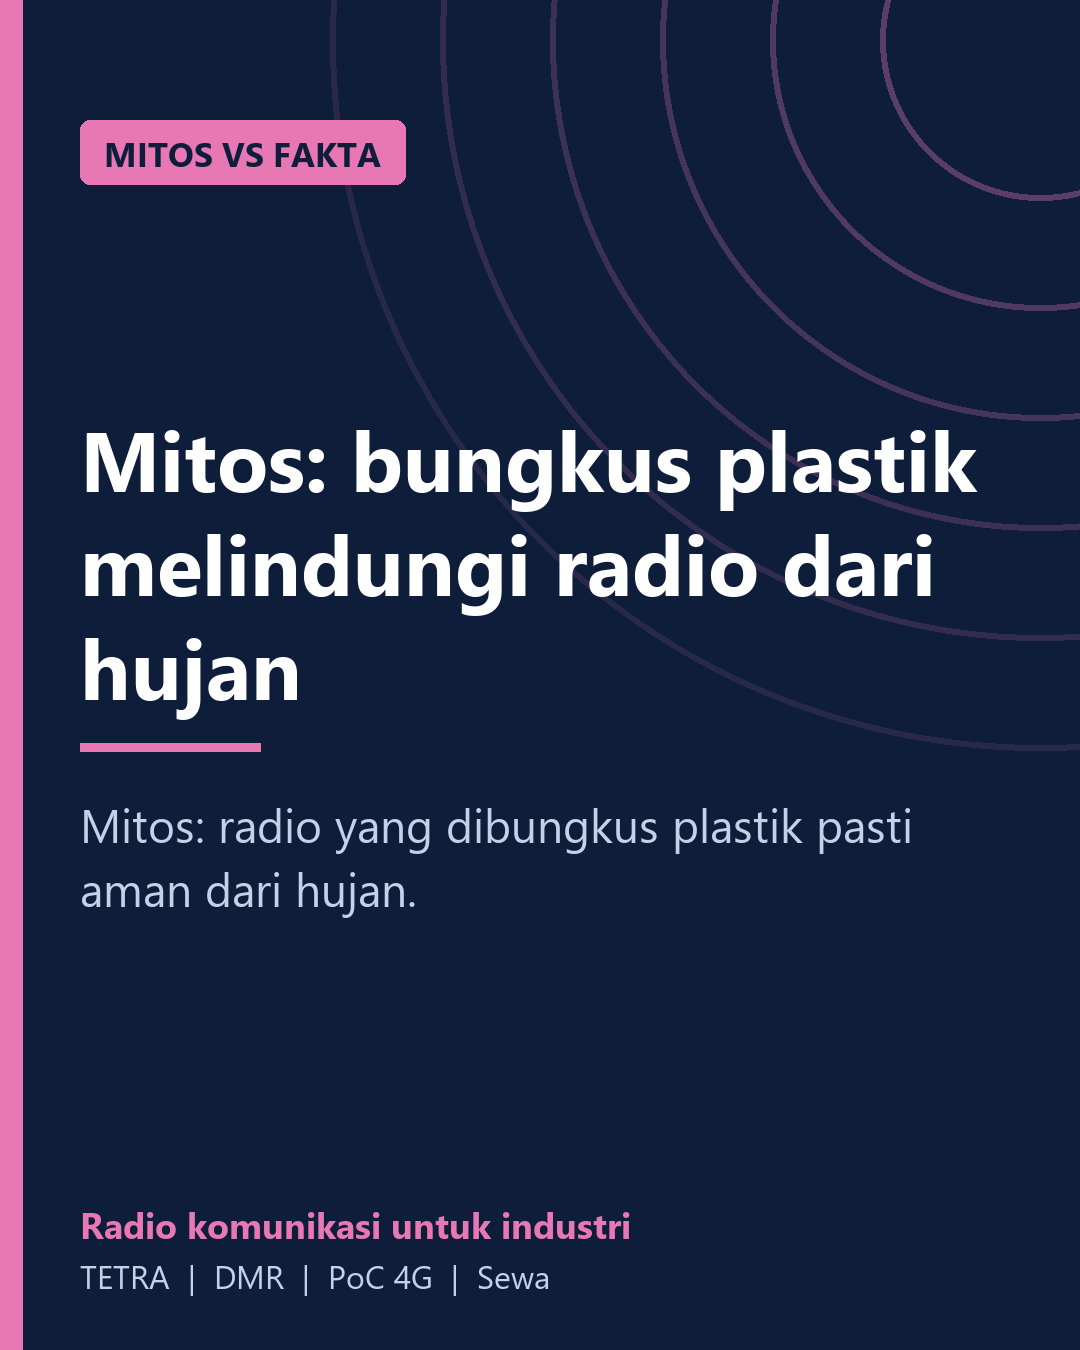 MITOS VS FAKTA
Mitos: bungkus plastik
melindungi radio dari
hujan
Mitos: radio yang dibungkus plastik pasti
aman dari hujan.
Radio komunikasi untuk industri
TETRA | DMR | PoC 4G | Sewa